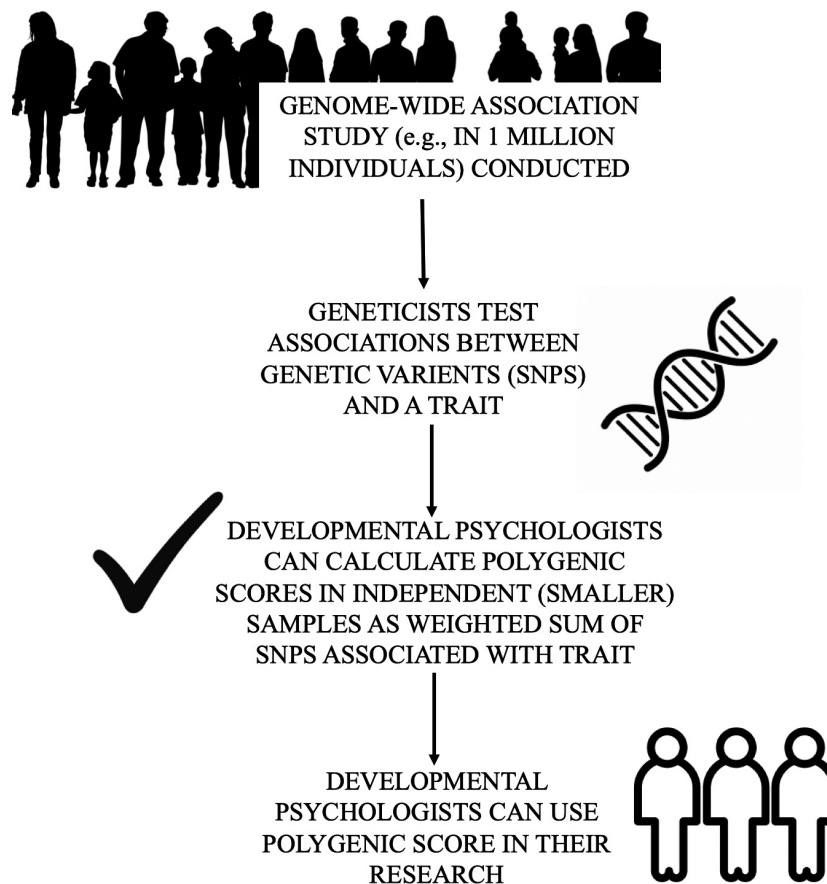 GENOME-WIDE ASSOCIATION
STUDY (e.g., IN 1 MILLION
INDIVIDUALS) CONDUCTED
GENETICISTS TEST
ASSOCIATIONS BETWEEN
GENETIC VARIENTS (SNPS)
AND A TRAIT
DEVELOPMENTAL PSYCHOLOGISTS
CAN CALCULATE POLYGENIC
SCORES IN INDEPENDENT (SMALLER)
SAMPLES AS WEIGHTED SUM OF
SNPS ASSOCIATED WITH TRAIT
DEVELOPMENTAL
PSYCHOLOGISTS CAN USE
POLYGENIC SCORE IN THEIR
RESEARCH